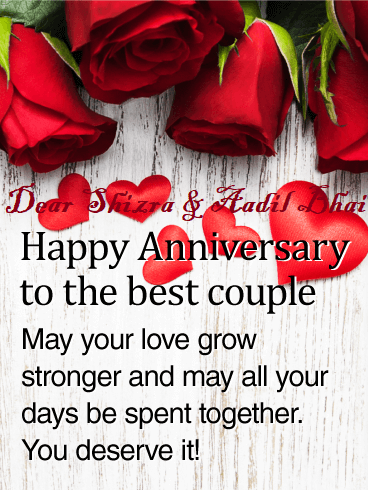 Dear Shizra & Aadil Bhai
Happy Anniversary
to the best couple
May your love grow
stronger and may all your
days be spent together.
You deserve it!